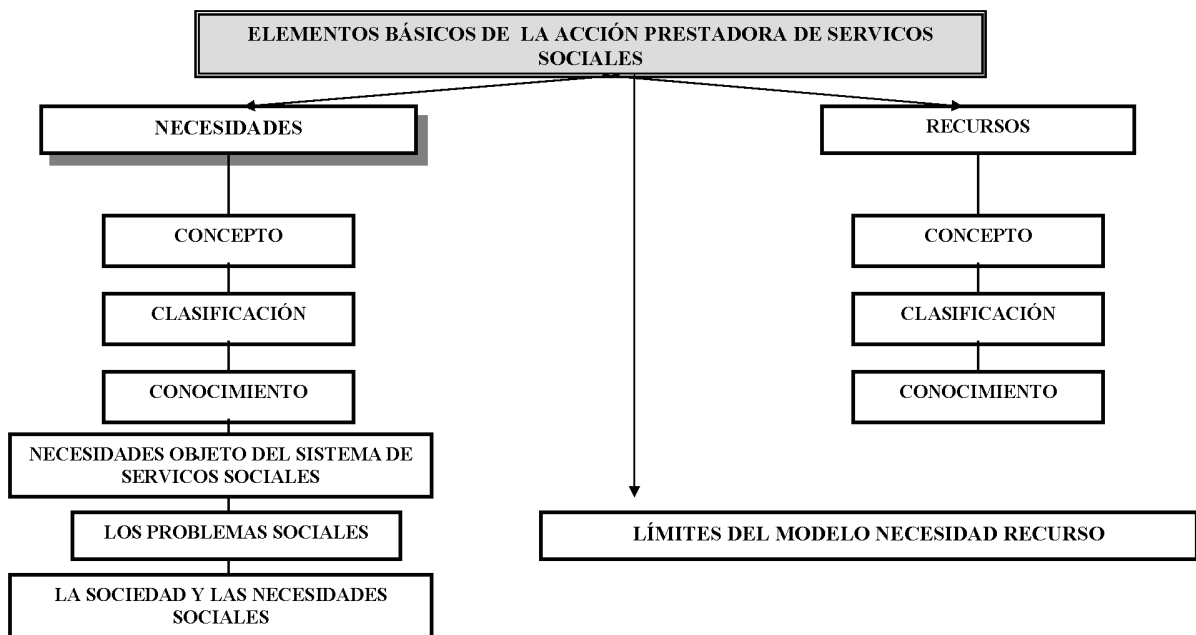 ELEMENTOS BÁSICOS DE LA ACCIÓN PRESTADORA DE SERVICOS
SOCIALES
NECESIDADES
CONCEPTO
CLASIFICACIÓN
CONOCIMIENTO
NECESIDADES OBJETO DEL SISTEMA DE
SERVICOS SOCIALES
LOS PROBLEMAS SOCIALES
LA SOCIEDAD Y LAS NECESIDADES
SOCIALES
LÍMITES DEL MODELO NECESIDAD RECURSO
RECURSOS
CONCEPTO
CLASIFICACIÓN
CONOCIMIENTO